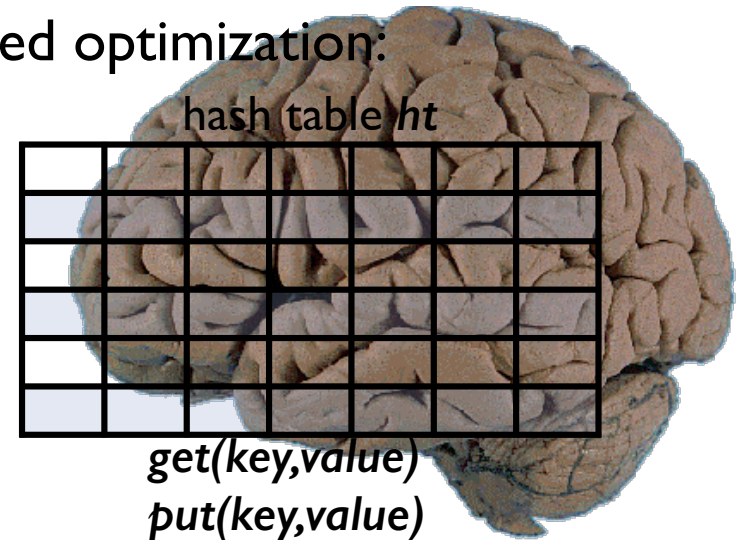 ed optimization:
hash table ht
get(key,value)
put(key,value)